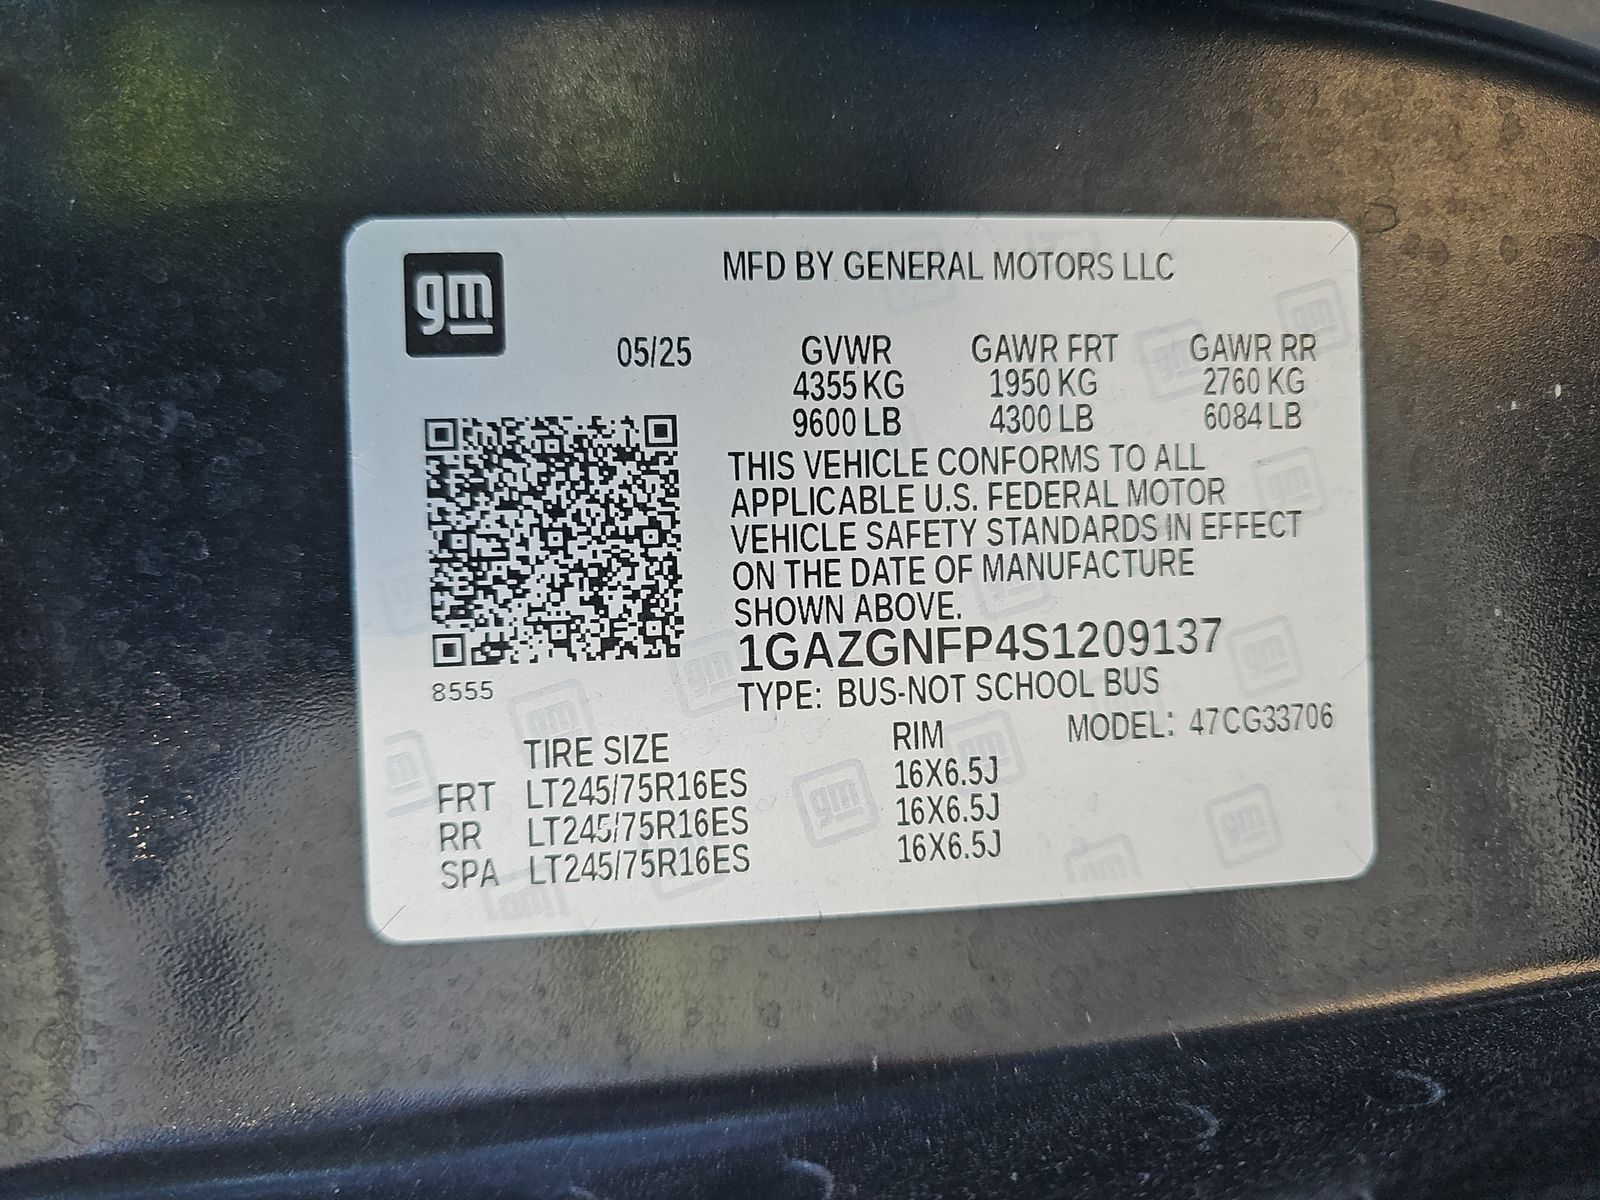 gm
MFD BY GENERAL MOTORS LLC
05/25 GVWR GAWR FRT GAWR RR
4355 KG 1950 KG 2760 KG
9600 LB 4300 LB 6084 LB
THIS VEHICLE CONFORMS TO ALL
APPLICABLE U.S. FEDERAL MOTOR
VEHICLE SAFETY STANDARDS IN EFFECT
ON THE DATE OF MANUFACTURE
SHOWN ABOVE.
1GAZGNFP4S1209137
8555
TYPE: BUS-NOT SCHOOL BUS
MODEL: 47CG33706
TIRE SIZE RIM
FRT LT245/75R16ES 16X6.5J
RR LT245/75R16ES 16X6.5J
SPA LT245/75R16ES 16X6.5J